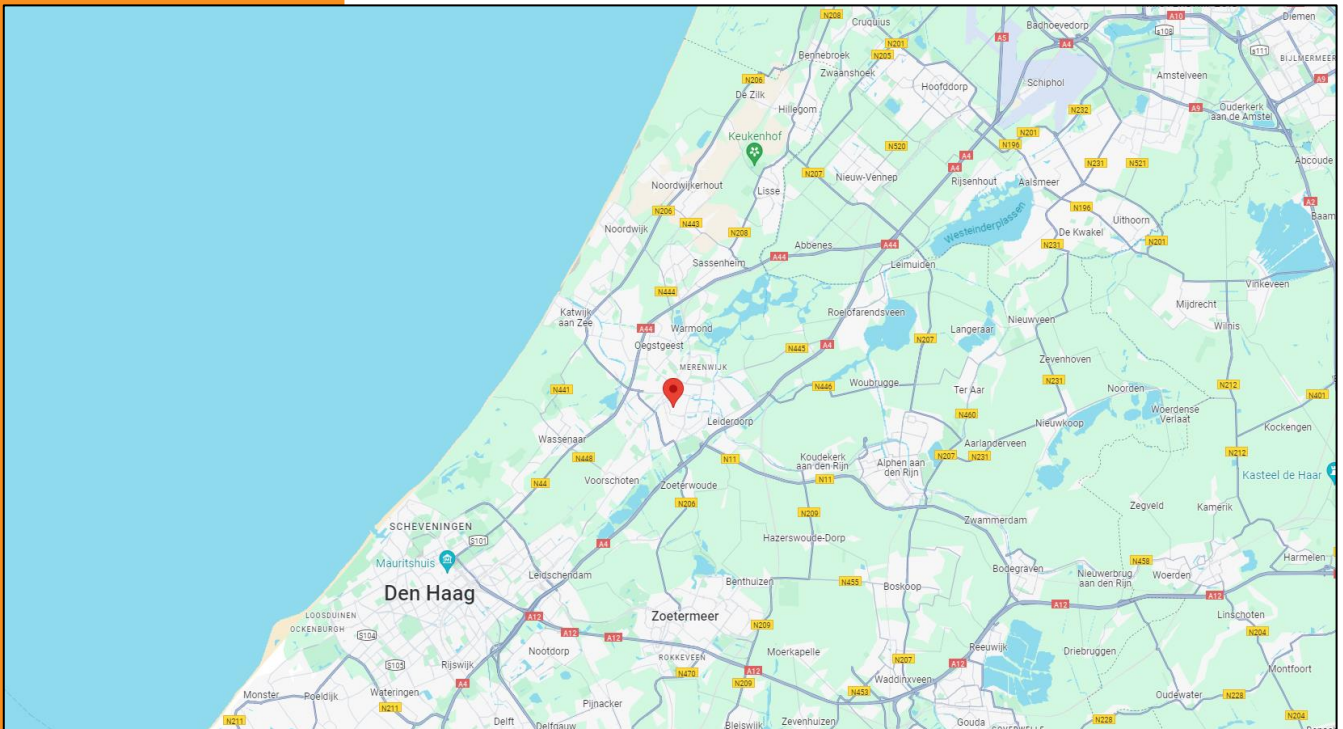 N208
Cruquius
Badhoevedorp
A10
Diemen
A5
A4
s108
N201
N205
Bennebroek
Zwaanshoek
s111
BIJLMERMEER
N206
De Zilk
Hoofddorp
Schiphol
Amstelveen
A9
Hillegom
N232
A9
Ouderkerk
aan de Amstel
Keukenhof
N201
N520
N196
A4
A4
N231
N521
Abcoude
N207
Nieuw-Vennep
Rijsenhout
Aalsmeer
Noordwijkerhout
Lisse
A2
N206
N443
N196
Uithoorn
Noordwijk
N208
Westeinderplassen
De Kwakel
N201
Abbenes
A44
N231
A44
Sassenheim
Leimuiden
Vinkeveen
N444
Mijdrecht
Katwijk
aan Zee
Roelofarendsveen
Nieuwveen
A44
Warmond
Langeraar
Wilnis
Oegstgeest
N445
A4
N207
MERENWIJK
Zevenhoven
N441
N446
Woubrugge
Ter Aar
N231
Noorden
N212
N401
N460
Woerdense
Verlaat
Leiderdorp
Nieuwkoop
Kockengen
Wassenaar
Aarlanderveen
N448
N11
Koudekerk
aan den Rijn
Alphen aan
den Rijn
N207
N231
N212
N44
Voorschoten
Zoeterwoude
N11
Kasteel de Haar
N206
N209
Zegveld
Kamerik
SCHEVENINGEN
S101
Zwammerdam
Hazerswoude-Dorp
A4
Mauritshuis
Leidschendam
Bodegraven
N458
Harmelen
Benthuizen
N455
Boskoop
Nieuwerbrug
aan den Rijn
Woerden
Den Haag
A12
A12
LOOSDUINEN
Zoetermeer
Linschoten
OCKENBURGH
S104
A12
N209
N204
Nootdorp
Moerkapelle
Reeuwijk
Driebruggen
S105
Rijswijk
ROKKEVEEN
N207
A12
Montfoort
A4
N470
A12
Waddinxveen
Monster
Poeldijk
Wateringen
N209
N453
Oudewater
N228
N211
Pijnacker
N211
Delft
Delfgauw
Bleiswijk
Zevenhuizen
Gouda
N228
N204